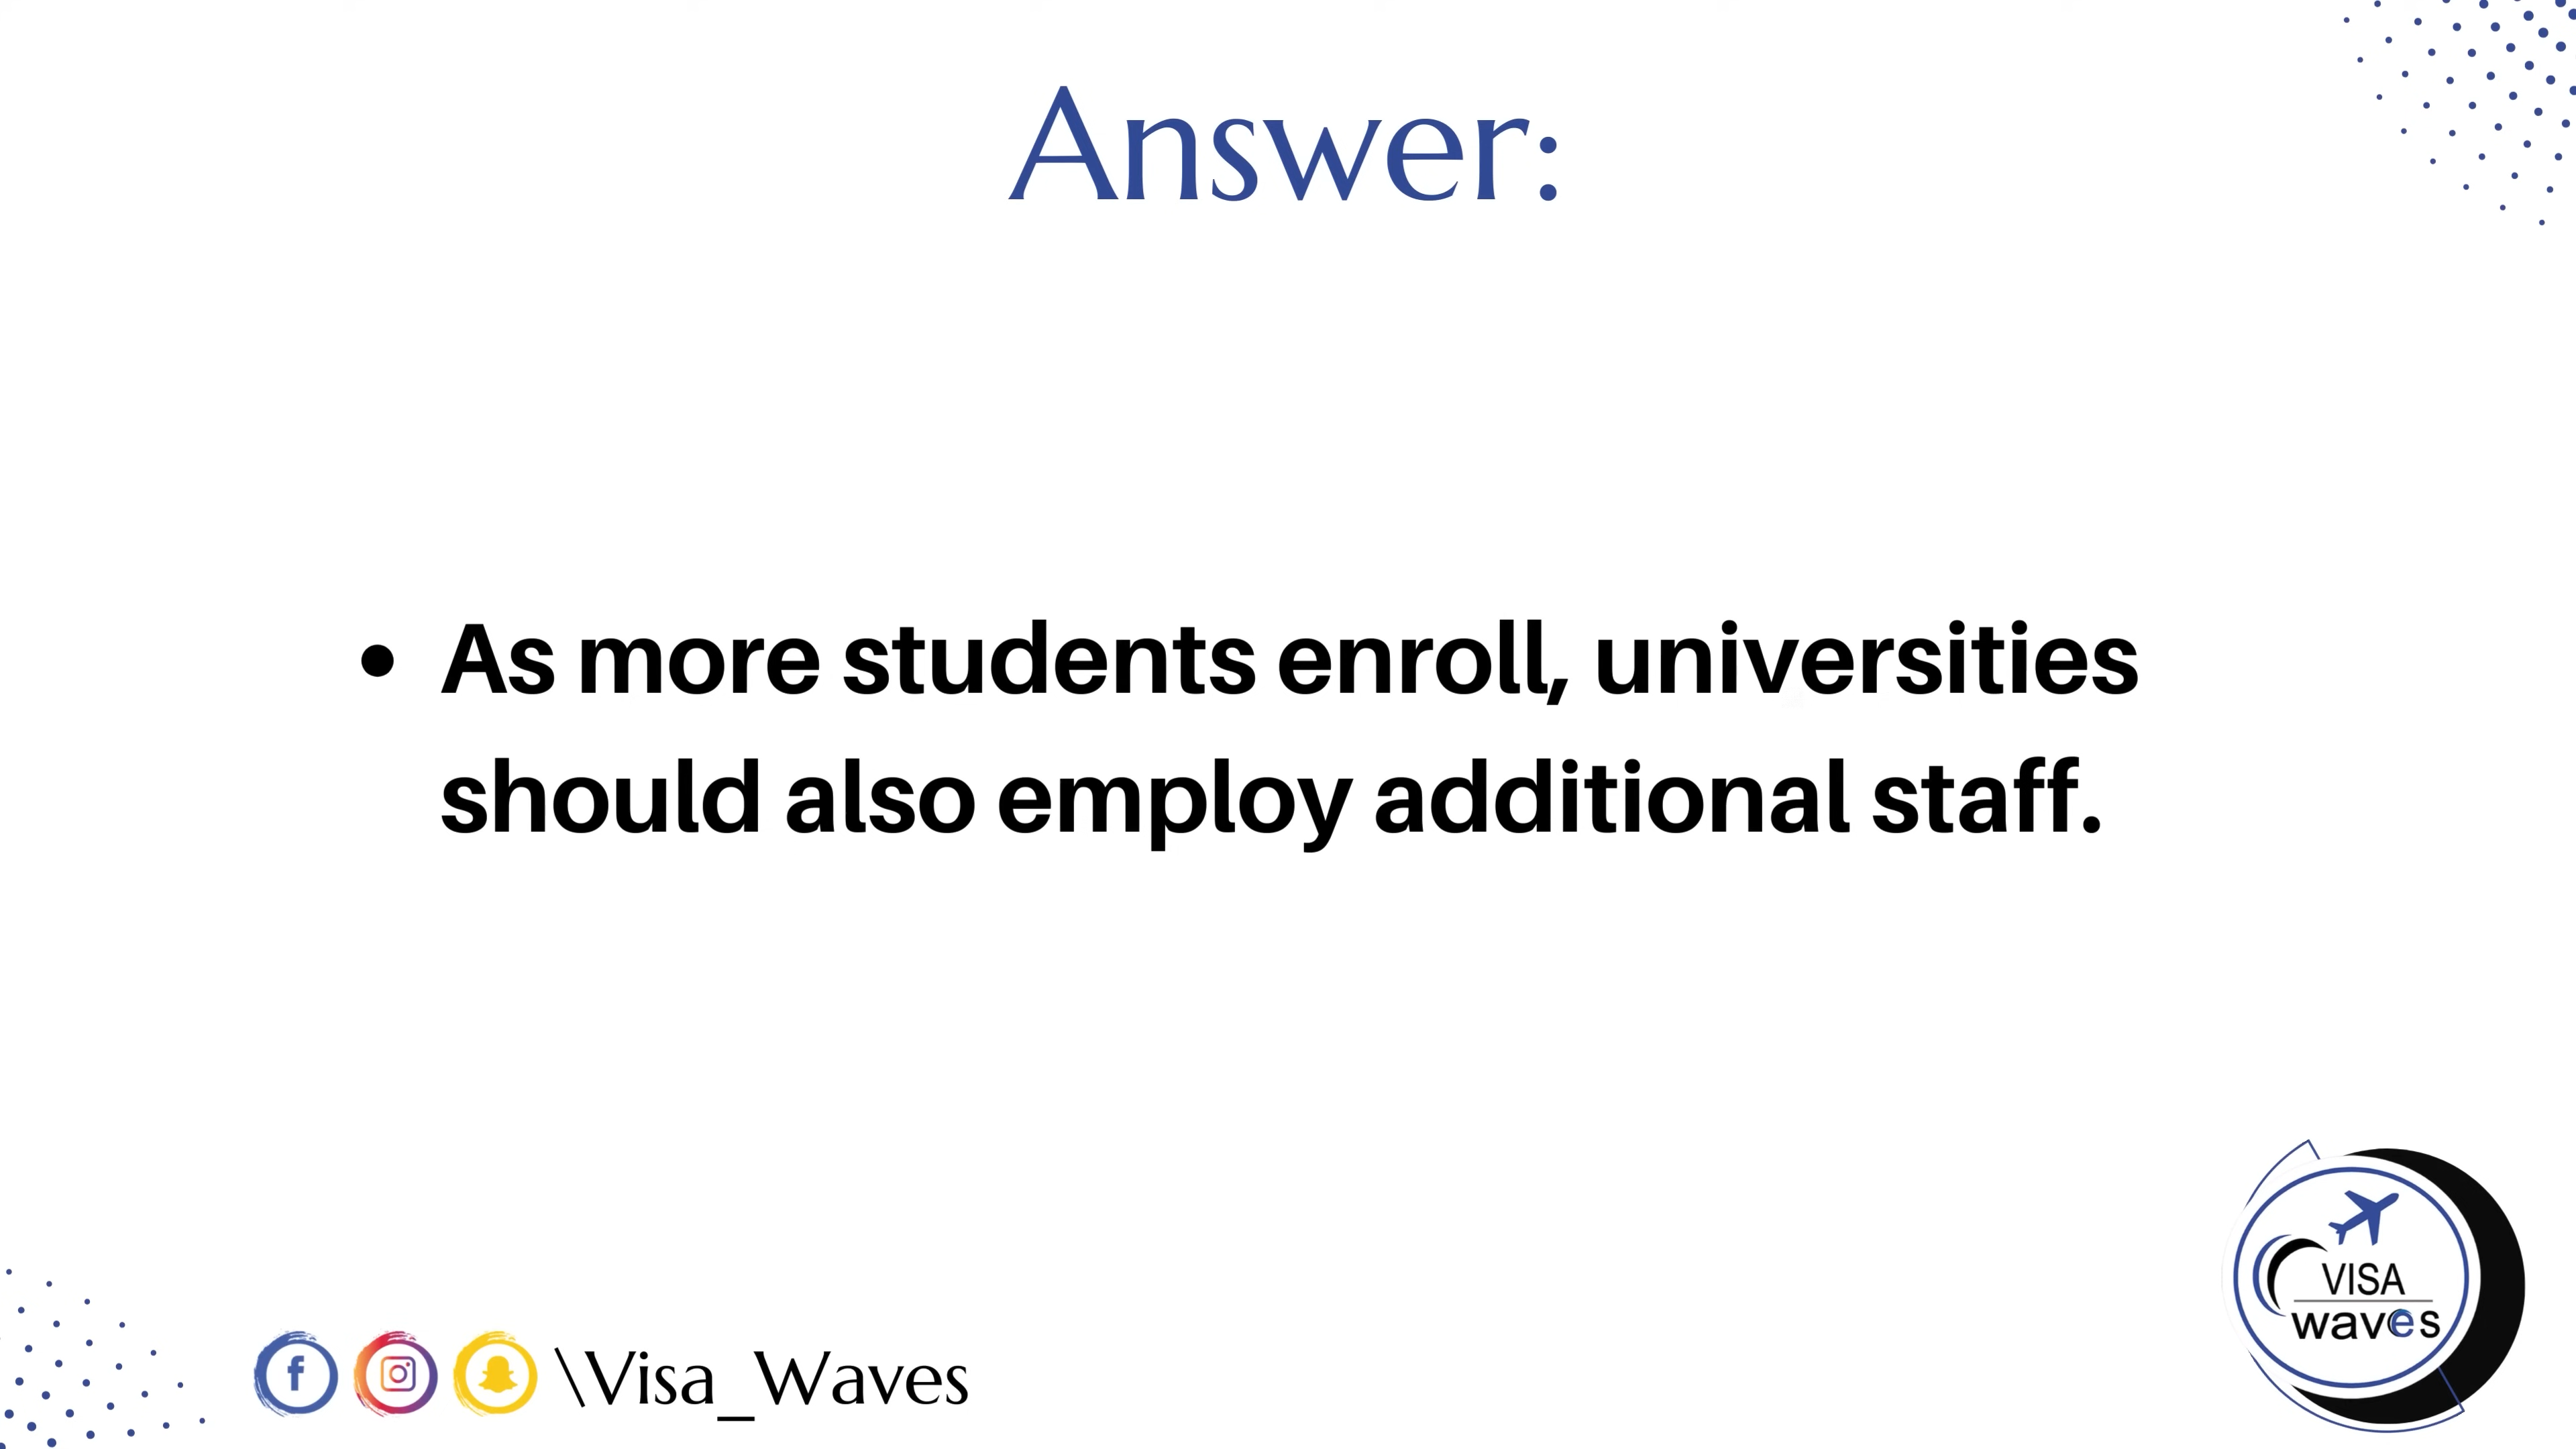 Answer:
• As more students enroll, universities
should also employ additional staff.
\Visa_Waves
VISA
waves